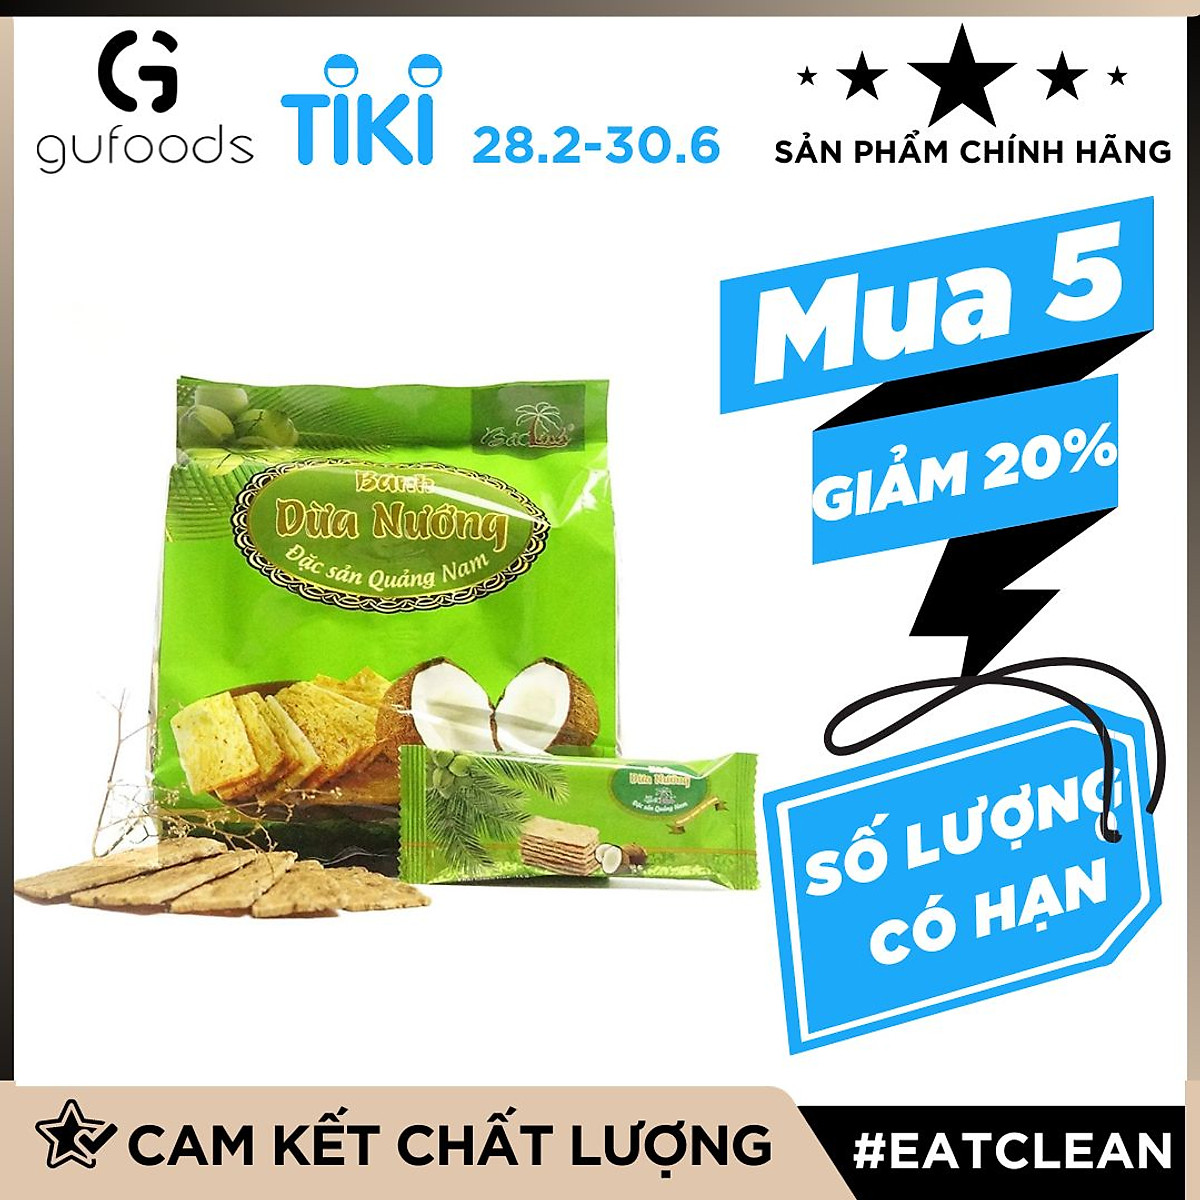 gufoods
TIKI
28.2-30.6
SẢN PHẨM CHÍNH HÃNG
Mua 5
GIẢM 20%
Bánh
Dừa Nướng
Đặc sản Quảng Nam
Dừa Nướng
Đặc sản Quảng Nam
SỐ LƯỢNG
CÓ HẠN
CAM KẾT CHẤT LƯỢNG
#EATCLEAN